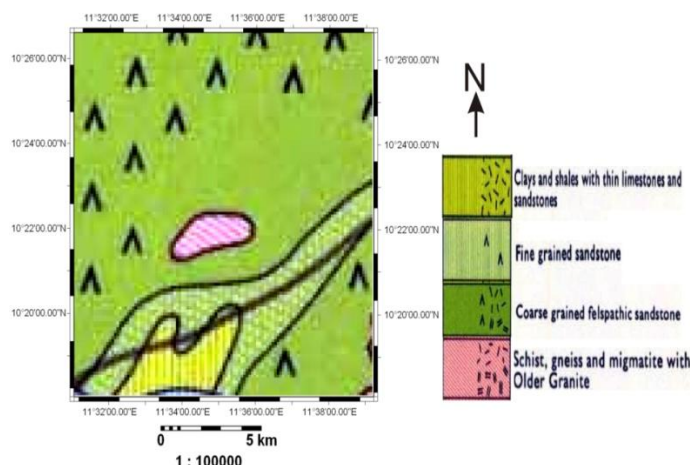 11°32'00.00"E 11°34'00.00"E 11°36'00.00"E 11°38'00.00"E
10°26'00.00"N 10°26'00.00"N
10°24'00.00"N 10°24'00.00"N
10°22'00.00"N 10°22'00.00"N
10°20'00.00"N 10°20'00.00"N
11°32'00.00"E 11°34'00.00"E 11°36'00.00"E 11°38'00.00"E
0 5 km
1 : 100000
N
Clays and shales with thin limestones and
sandstones
Fine grained sandstone
Coarse grained felspathic sandstone
Schist, gneiss and migmatite with
Older Granite